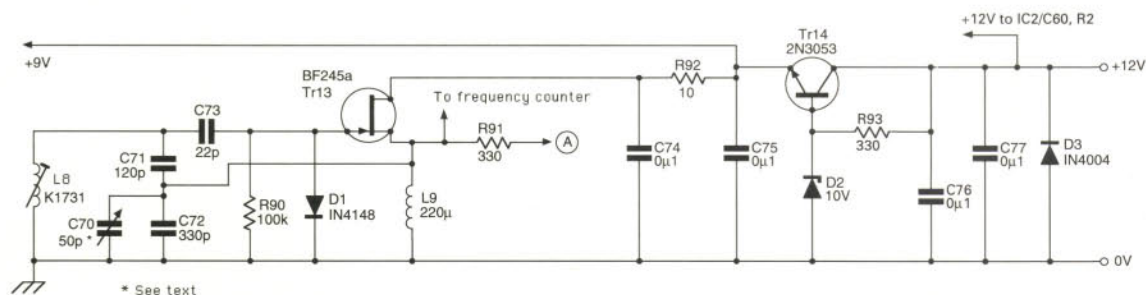 +12V to IC2/C60, R2
Tr14
2N3053
+9V
+12V
BF245a
Tr13
R92
10
C73
22p
To frequency counter
R91
330
A
R93
330
C71
120p
C74
0µ1
C75
0µ1
C77
0µ1
D3
IN4004
L8
K1731
D2
10V
C76
0µ1
C70
50p *
C72
330p
R90
100k
D1
IN4148
L9
220µ
0V
* See text